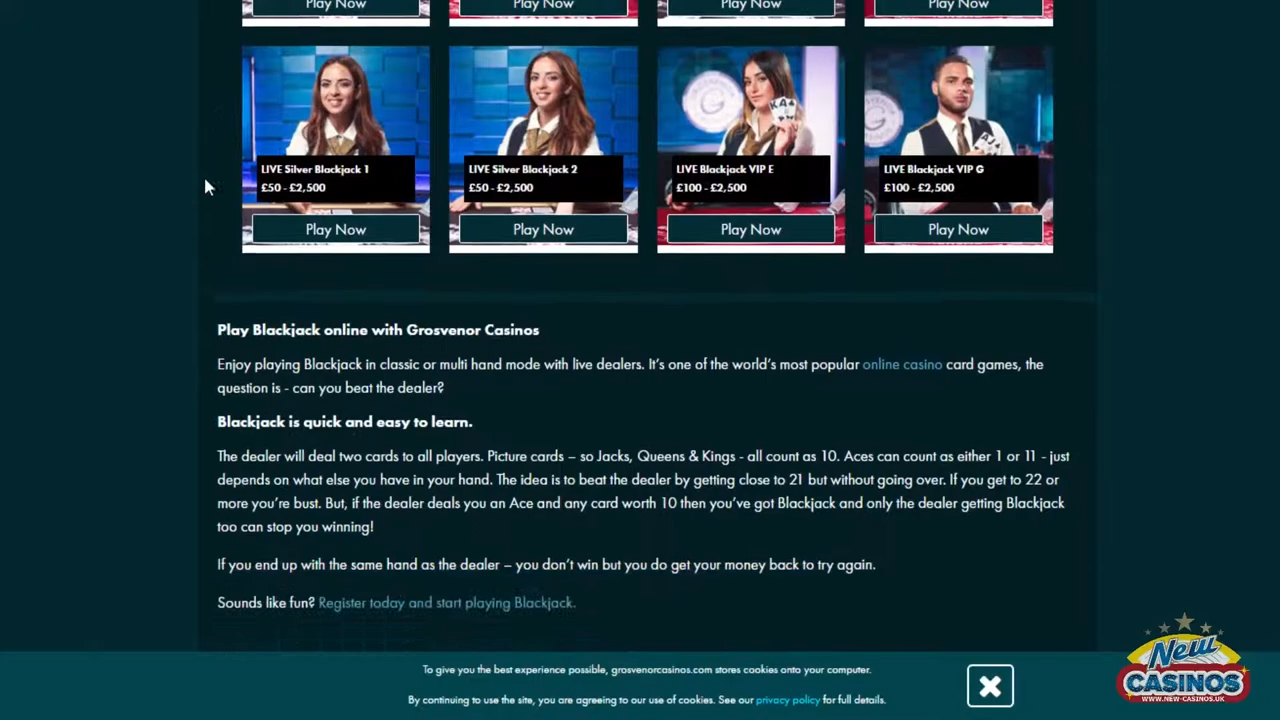 Play Now Play Now Play Now Play Now
LIVE Silver Blackjack 1
£50 - £2,500
Play Now
LIVE Silver Blackjack 2
£50 - £2,500
Play Now
LIVE Blackjack VIP E
£100 - £2,500
Play Now
LIVE Blackjack VIP G
£100 - £2,500
Play Now
Play Blackjack online with Grosvenor Casinos
Enjoy playing Blackjack in classic or multi hand mode with live dealers. It's one of the world's most popular online casino card games, the
question is - can you beat the dealer?
Blackjack is quick and easy to learn.
The dealer will deal two cards to all players. Picture cards – so Jacks, Queens & Kings - all count as 10. Aces can count as either 1 or 11 - just
depends on what else you have in your hand. The idea is to beat the dealer by getting close to 21 but without going over. If you get to 22 or
more you're bust. But, if the dealer deals you an Ace and any card worth 10 then you've got Blackjack and only the dealer getting Blackjack
too can stop you winning!
If you end up with the same hand as the dealer – you don't win but you do get your money back to try again.
Sounds like fun? Register today and start playing Blackjack.
To give you the best experience possible, grosvenorcasinos.com stores cookies onto your computer.
By continuing to use the site, you are agreeing to our use of cookies. See our privacy policy for full details.
New
CASINOS
WWW.NEW-CASINOS.UK